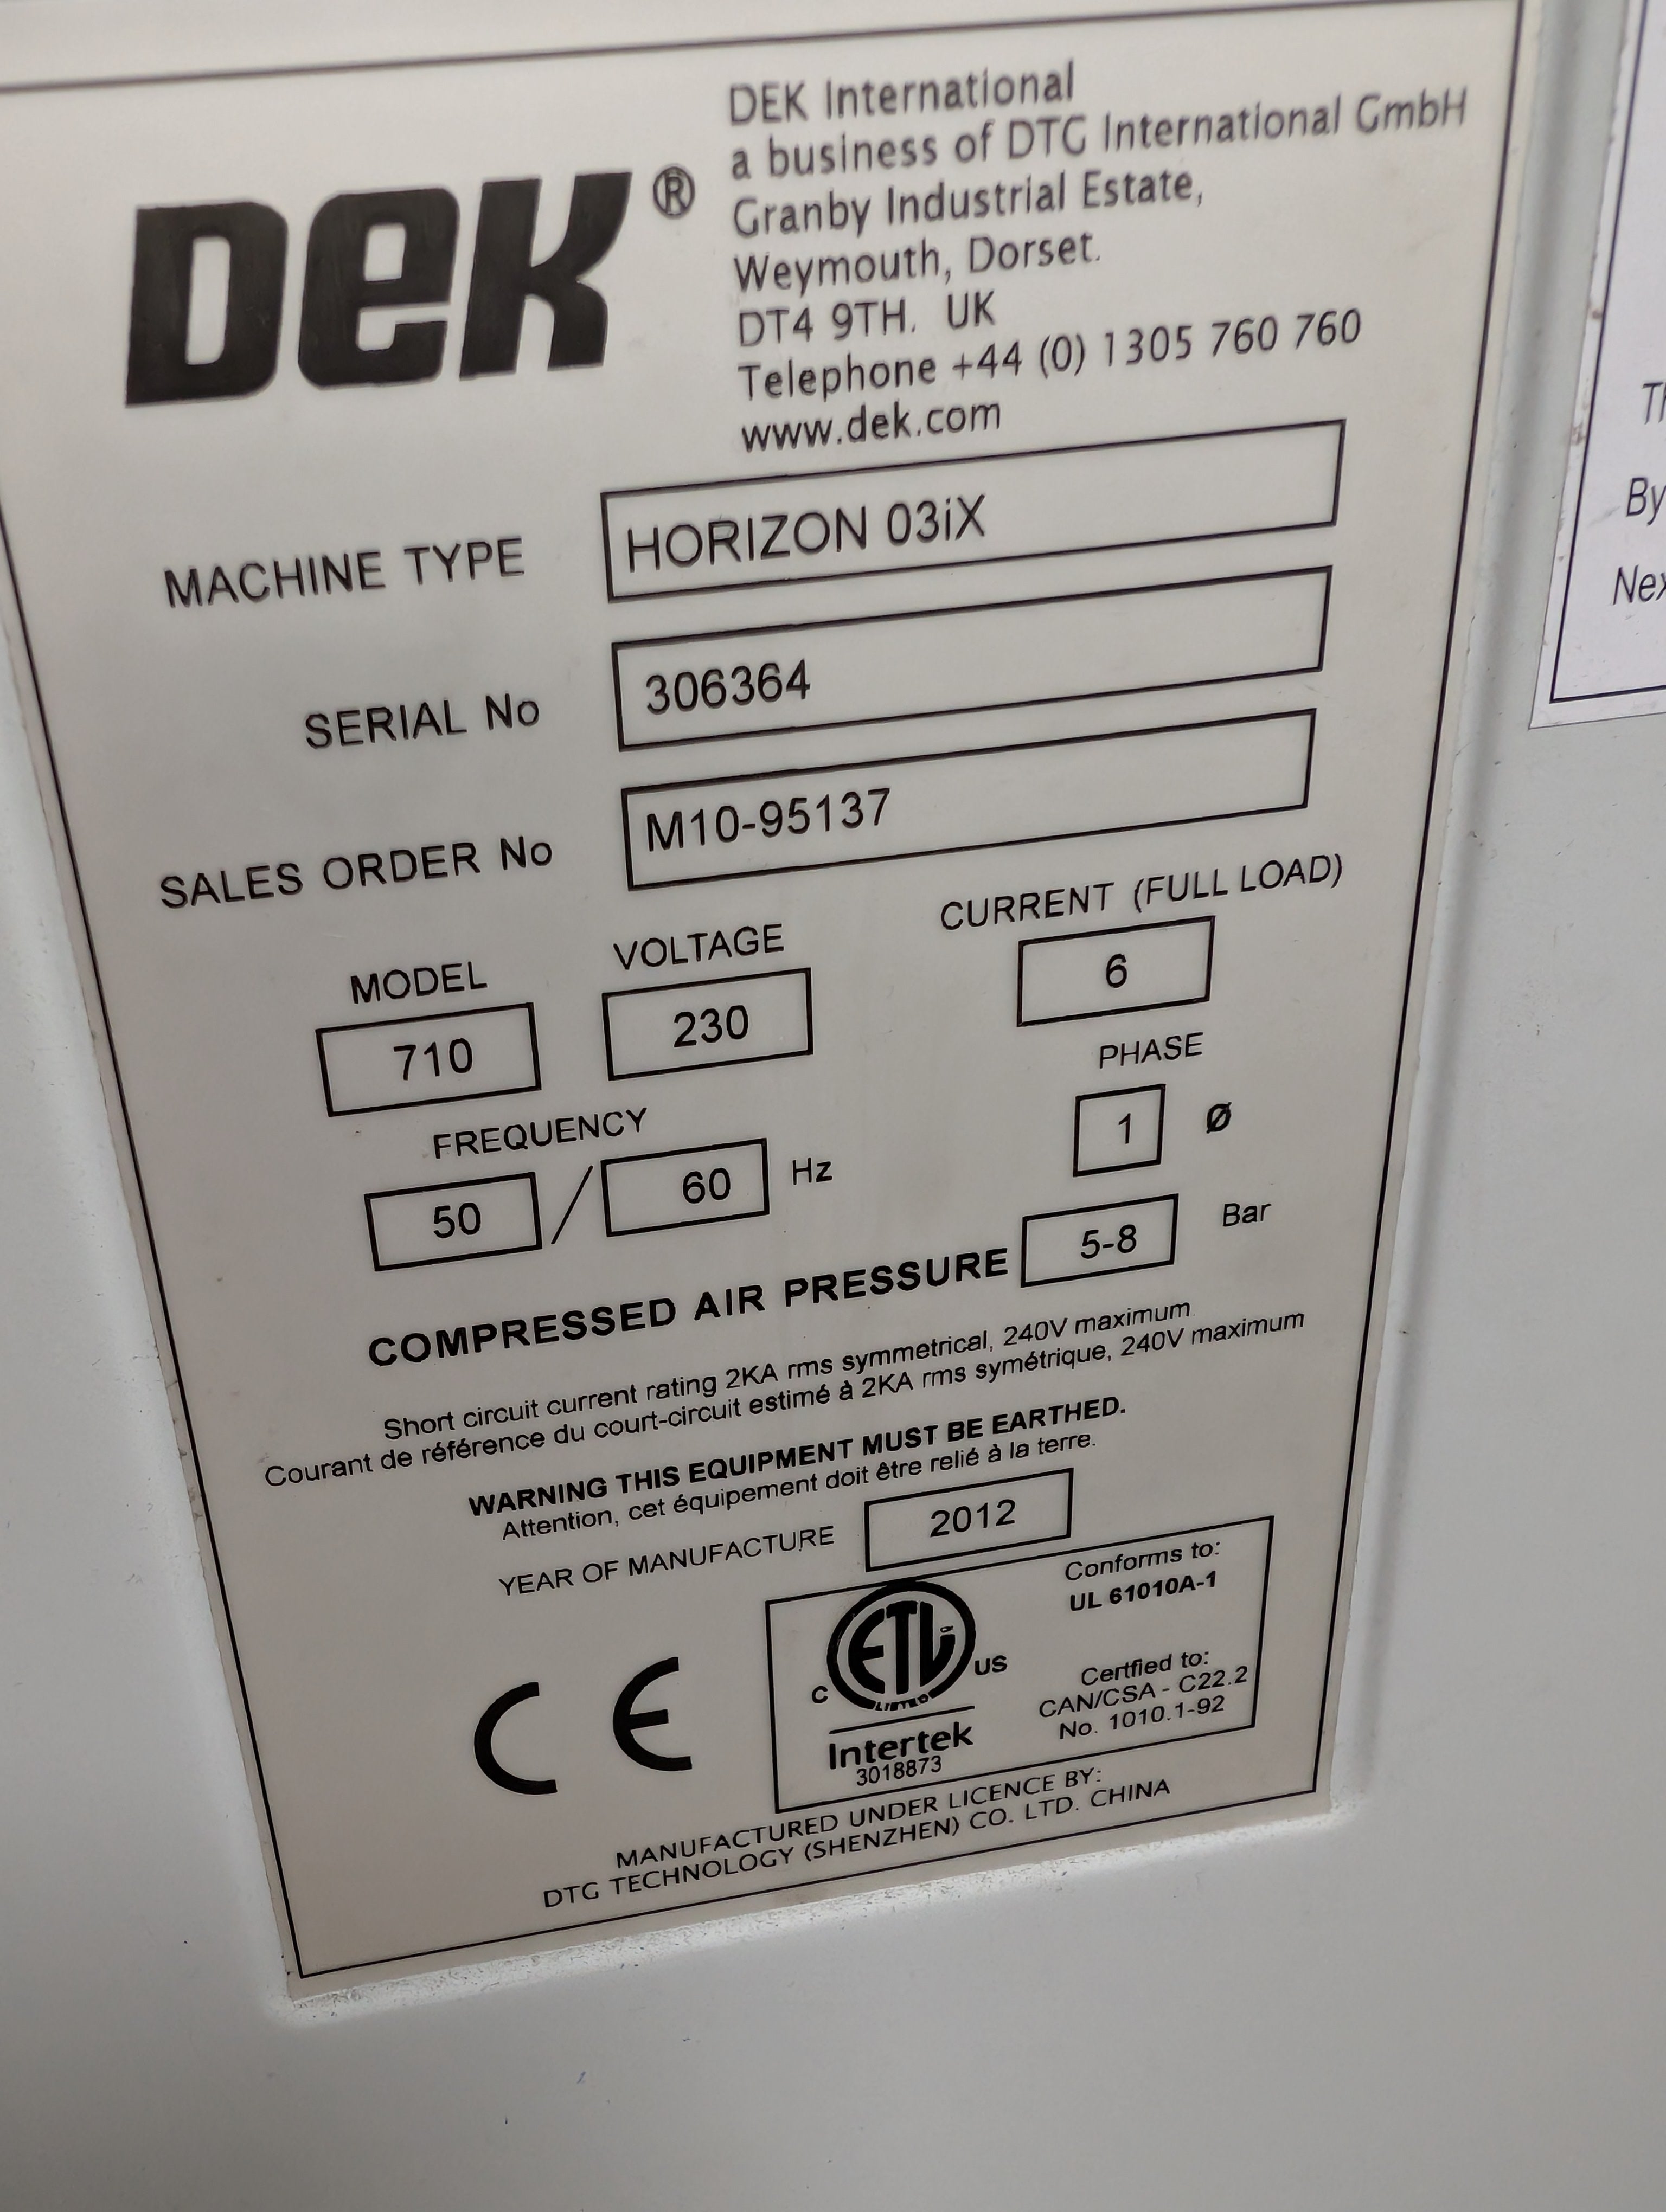 DEK®
DEK International
a business of DTG International GmbH
Granby Industrial Estate,
Weymouth, Dorset.
DT4 9TH. UK
Telephone +44 (0) 1305 760 760
www.dek.com
MACHINE TYPE HORIZON 03iX
SERIAL No 306364
SALES ORDER No M10-95137
MODEL VOLTAGE CURRENT (FULL LOAD)
710 230 6
FREQUENCY PHASE
50 / 60 Hz 1 Ø
COMPRESSED AIR PRESSURE 5-8 Bar
Short circuit current rating 2KA rms symmetrical, 240V maximum
Courant de référence du court-circuit estimé à 2KA rms symétrique, 240V maximum
WARNING THIS EQUIPMENT MUST BE EARTHED.
Attention, cet équipement doit être relié à la terre.
YEAR OF MANUFACTURE 2012
CE
C ETL US
LISTED
Intertek
3018873
Conforms to:
UL 61010A-1
Certfied to:
CAN/CSA - C22.2
No. 1010.1-92
MANUFACTURED UNDER LICENCE BY:
DTG TECHNOLOGY (SHENZHEN) CO. LTD. CHINA
By